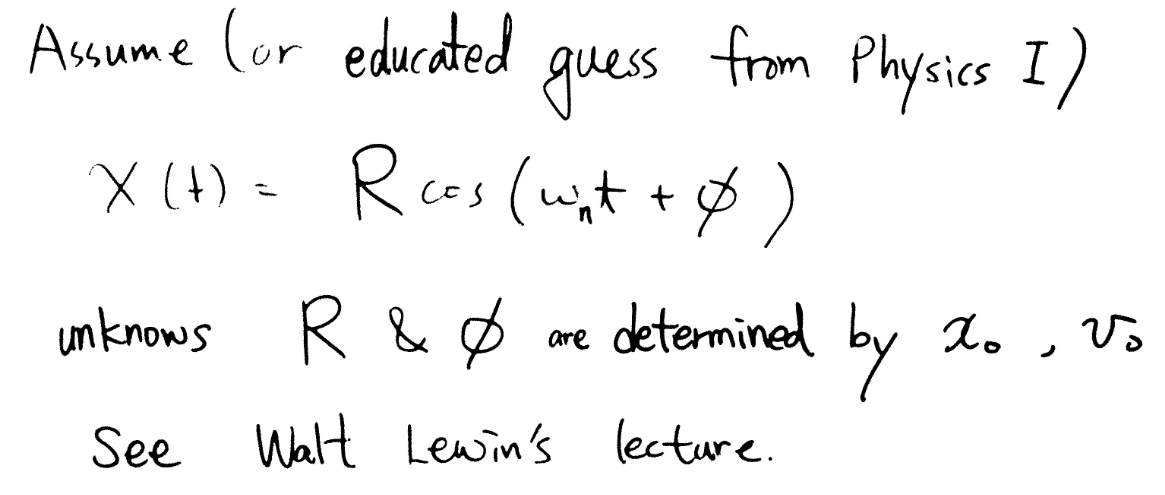 Assume (or educated guess from Physics I)
X(t) = R cos(ωₙt + ϕ)
unknows R & ϕ are determined by x₀, v₀
See Walt Lewin's lecture.